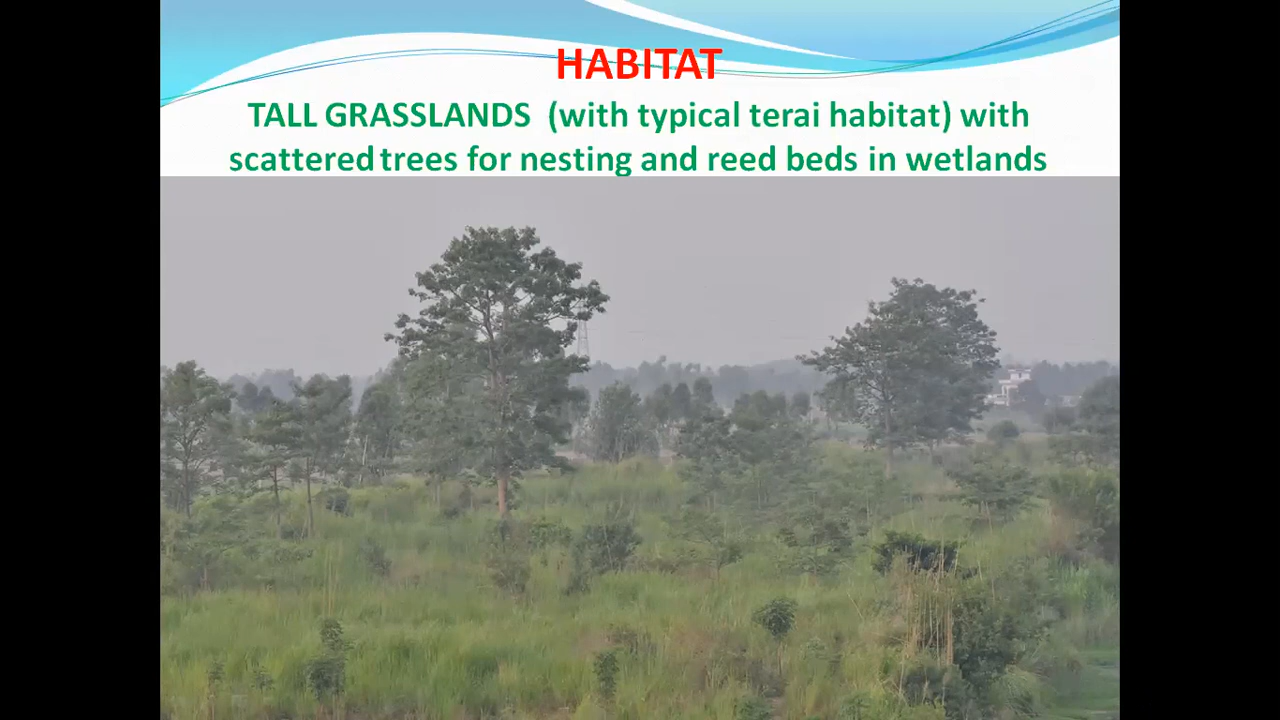 HABITAT
TALL GRASSLANDS (with typical terai habitat) with
scattered trees for nesting and reed beds in wetlands